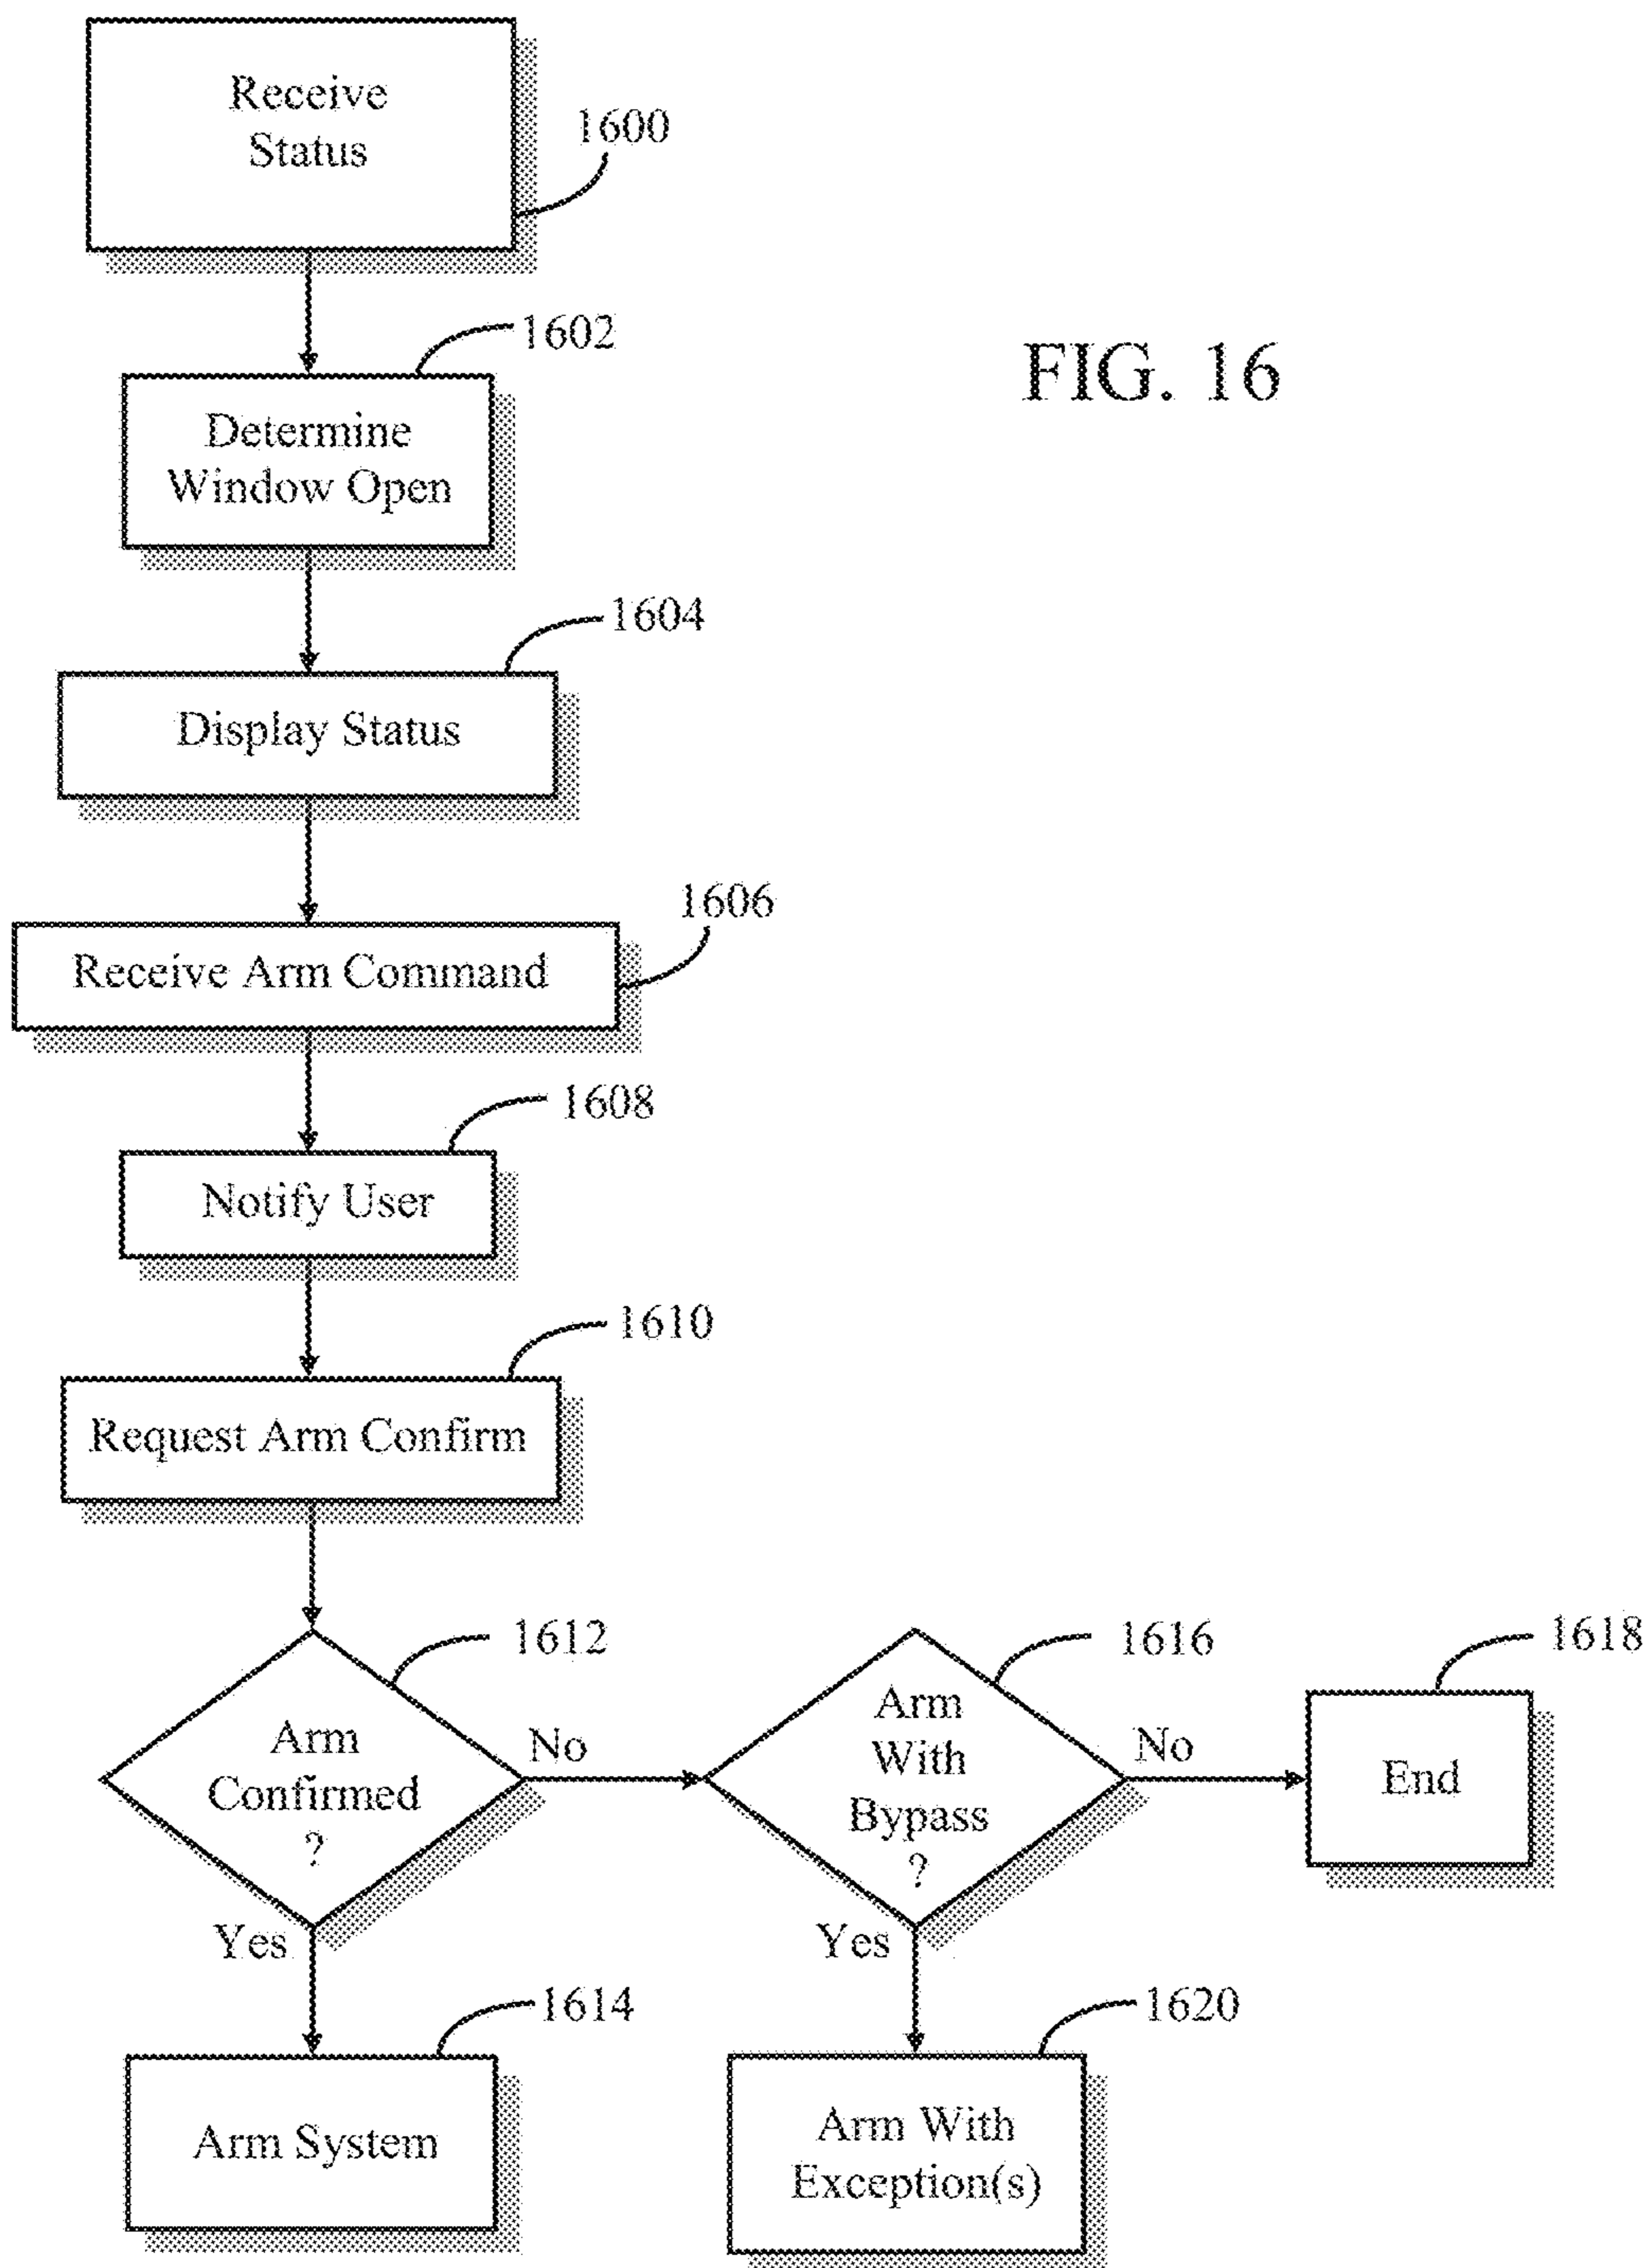 Receive
Status
1600
1602
FIG. 16
Determine
Window Open
1604
Display Status
1606
Receive Arm Command
1608
Notify User
1610
Request Arm Confirm
1612
Arm
Confirmed
?
No
Yes
1616
Arm
With
Bypass
?
No
Yes
1618
End
1614
Arm System
1620
Arm With
Exception(s)